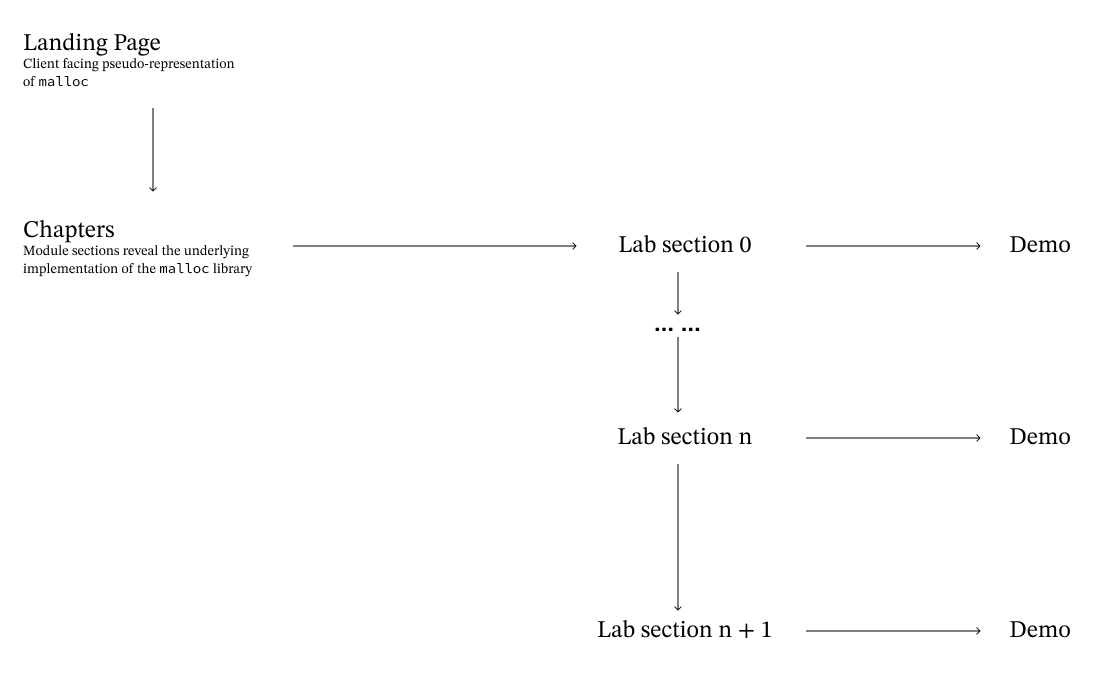 Landing Page
Client facing pseudo-representation
of malloc
Chapters
Module sections reveal the underlying
implementation of the malloc library
Lab section 0
Demo
... ...
Lab section n
Demo
Lab section n + 1
Demo